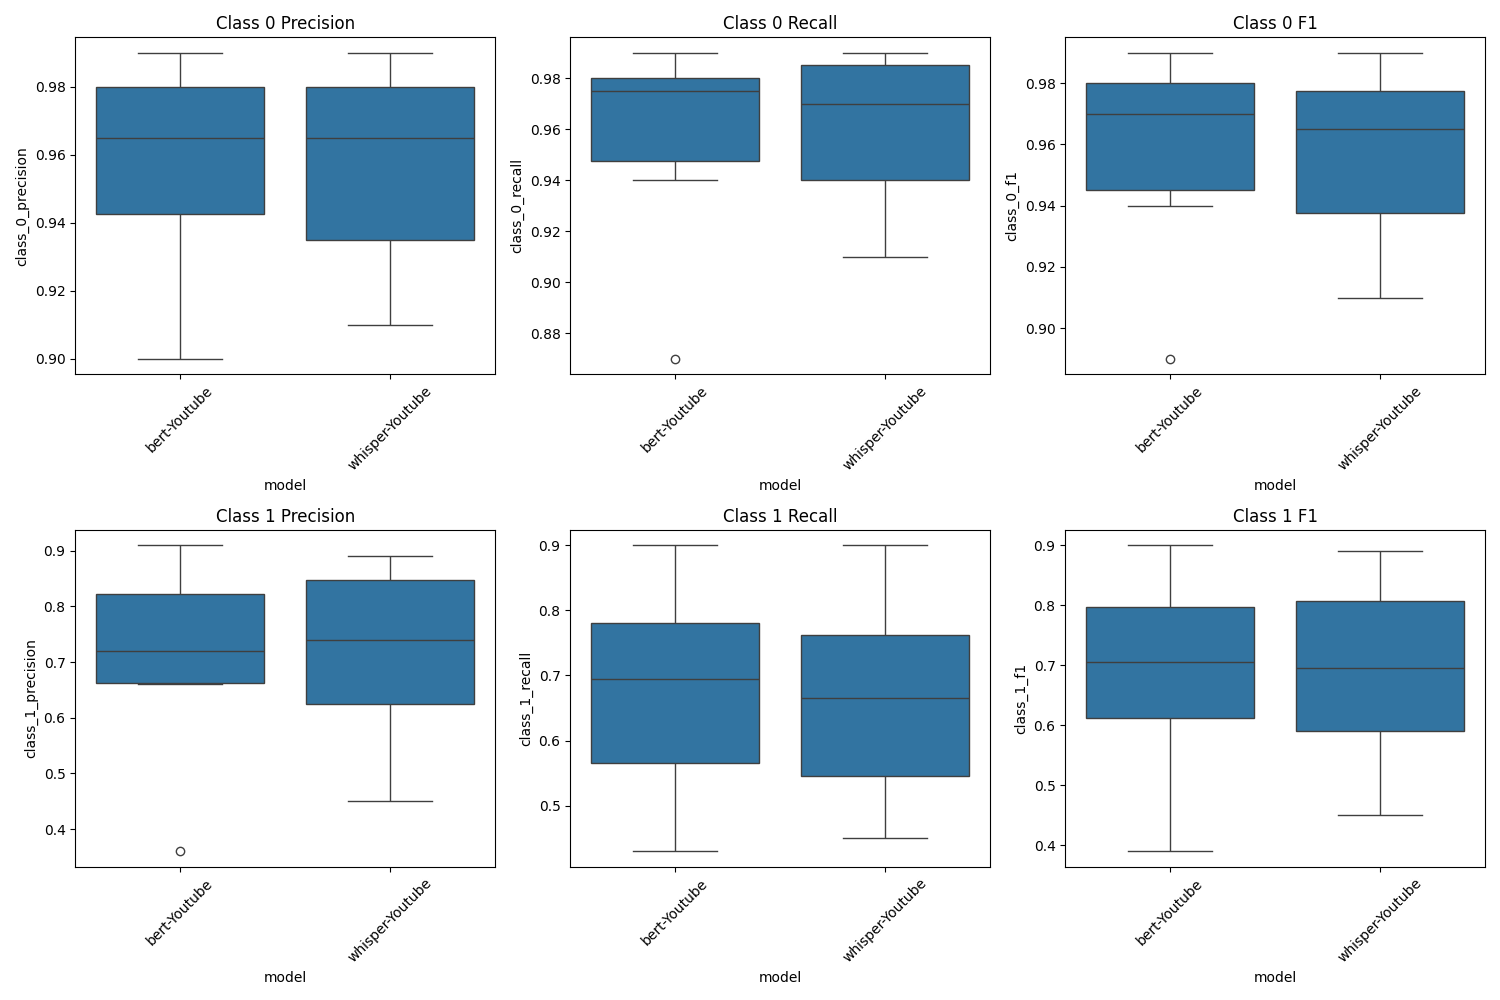 Class 0 Precision
0.98
0.96
0.94
0.92
0.90
class_0_precision
bert-Youtube
whisper-Youtube
model
Class 0 Recall
0.98
0.96
0.94
0.92
0.90
0.88
class_0_recall
bert-Youtube
whisper-Youtube
model
Class 0 F1
0.98
0.96
0.94
0.92
0.90
class_0_f1
bert-Youtube
whisper-Youtube
model
Class 1 Precision
0.9
0.8
0.7
0.6
0.5
0.4
class_1_precision
bert-Youtube
whisper-Youtube
model
Class 1 Recall
0.9
0.8
0.7
0.6
0.5
class_1_recall
bert-Youtube
whisper-Youtube
model
Class 1 F1
0.9
0.8
0.7
0.6
0.5
0.4
class_1_f1
bert-Youtube
whisper-Youtube
model